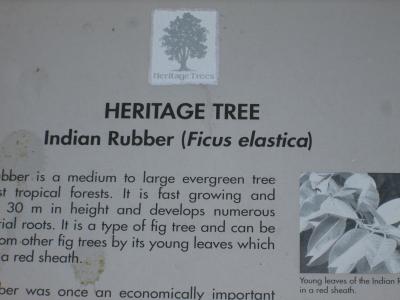 Heritage Trees
HERITAGE TREE
Indian Rubber (Ficus elastica)
bber is a medium to large evergreen tree
st tropical forests. It is fast growing and
30 m in height and develops numerous
rial roots. It is a type of fig tree and can be
om other fig trees by its young leaves which
a red sheath.
Young leaves of the Indian R
in a red sheath.
ber was once an economically important